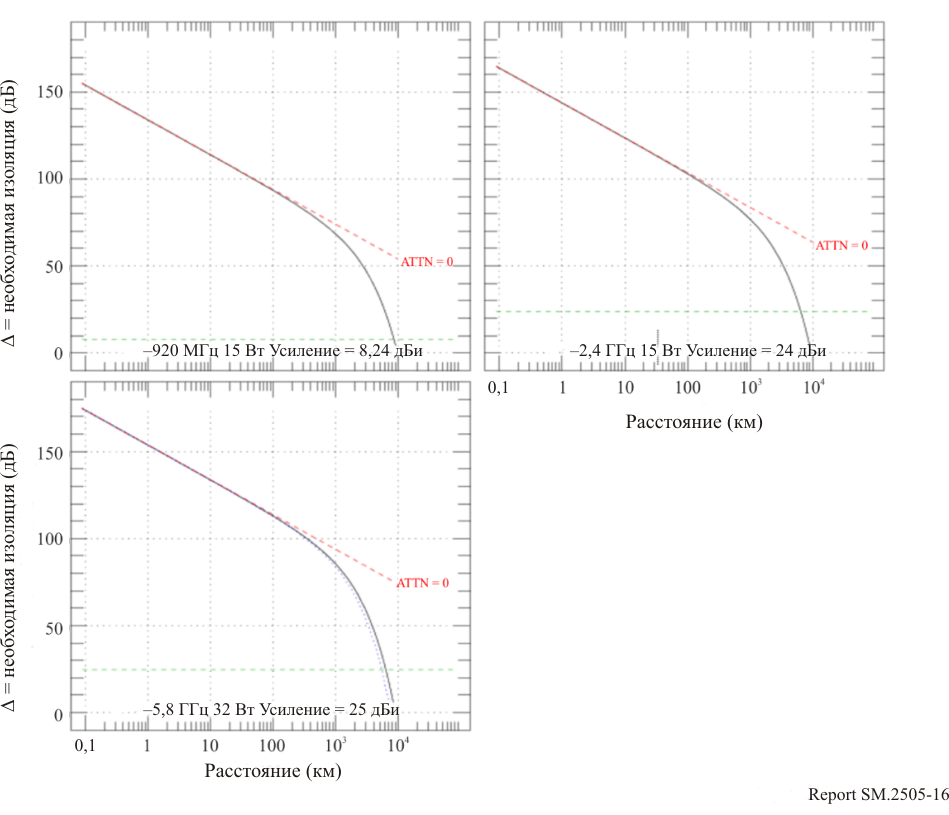 Δ = необходимая изоляция (дБ)
150
100
50
0
ATTN = 0
–920 МГц 15 Вт Усиление = 8,24 дБи
ATTN = 0
–2,4 ГГц 15 Вт Усиление = 24 дБи
0,1 1 10 100 10³ 10⁴
Расстояние (км)
Δ = необходимая изоляция (дБ)
150
100
50
0
ATTN = 0
–5,8 ГГц 32 Вт Усиление = 25 дБи
0,1 1 10 100 10³ 10⁴
Расстояние (км)
Report SM.2505-16